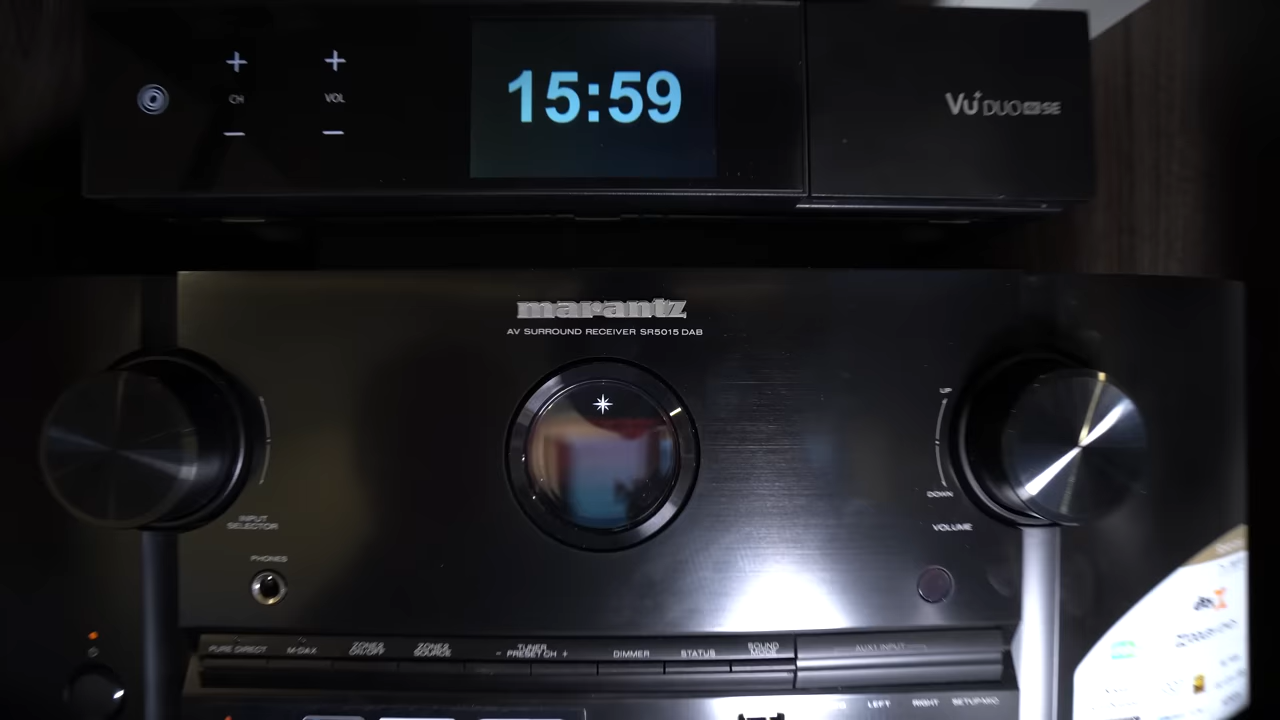 + +
CH VOL
- -
15:59
VU+ DUO 4K SE
marantz
AV SURROUND RECEIVER SR5015 DAB
UP
DOWN
INPUT
SELECTOR
VOLUME
PHONES
PURE DIRECT
M-DAX
ZONE2
ON/OFF
ZONE2
SOURCE
TUNER
- PRESET CH +
DIMMER
STATUS
SOUND
MODE
AUX1 INPUT
LEFT
RIGHT
SETUP MIC